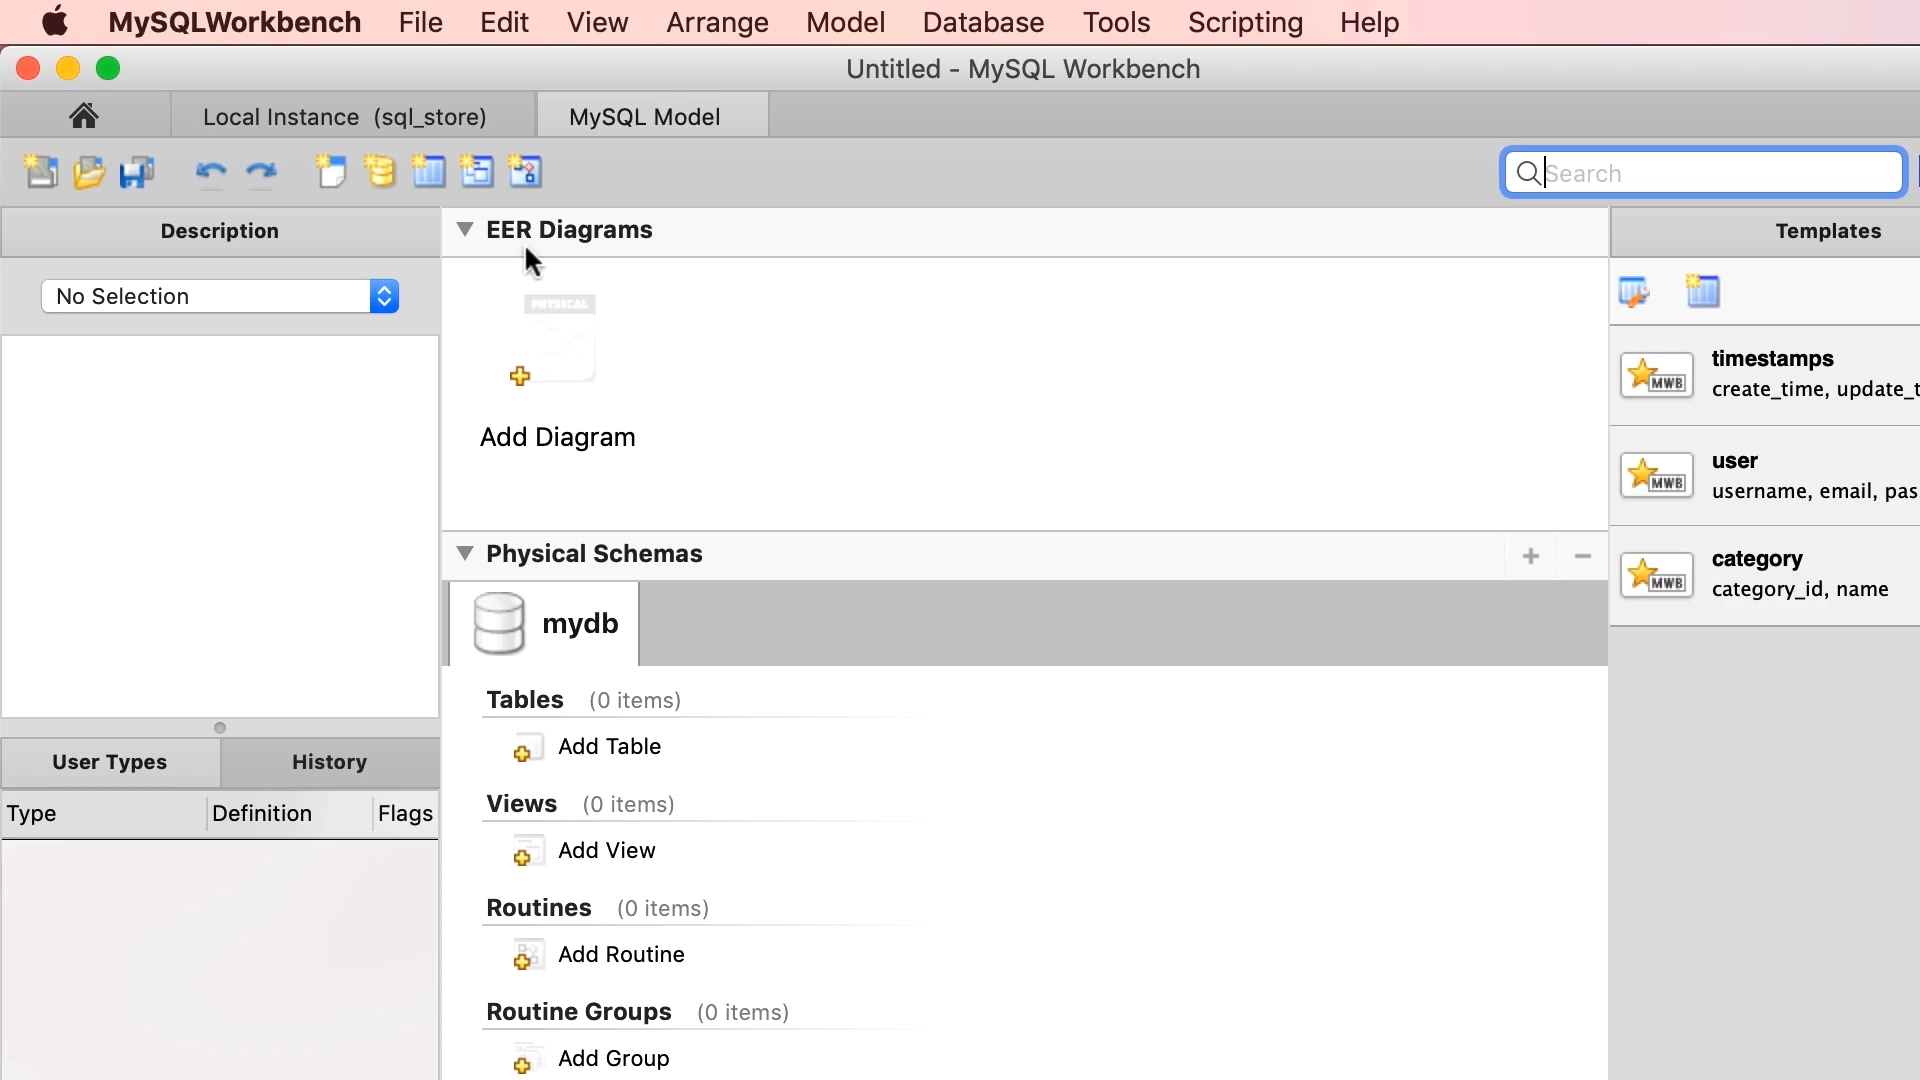 MySQLWorkbench File Edit View Arrange Model Database Tools Scripting Help
Untitled - MySQL Workbench
Local Instance (sql_store) MySQL Model
Search
Description
No Selection
EER Diagrams
PHYSICAL
Add Diagram
Physical Schemas
mydb
Tables (0 items)
Add Table
Views (0 items)
Add View
Routines (0 items)
Add Routine
Routine Groups (0 items)
Add Group
User Types History
Type Definition Flags
Templates
MWB
timestamps
create_time, update_t
MWB
user
username, email, pas
MWB
category
category_id, name